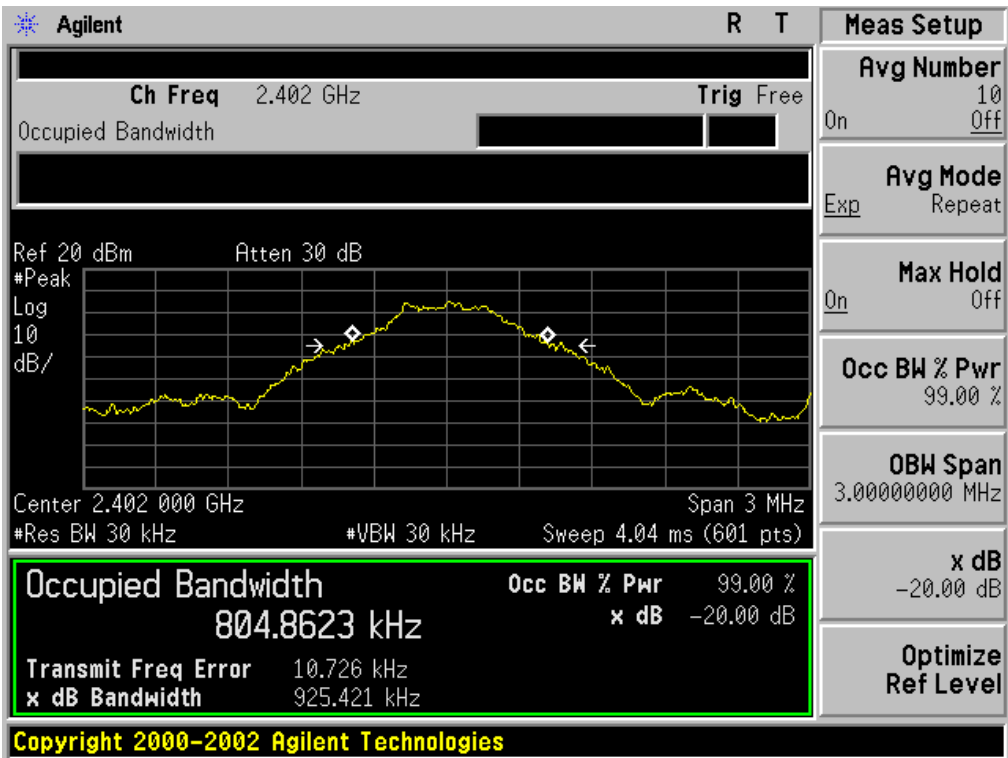 Agilent R T
Ch Freq 2.402 GHz Trig Free
Occupied Bandwidth
Ref 20 dBm Atten 30 dB
#Peak
Log
10
dB/
Center 2.402 000 GHz Span 3 MHz
#Res BW 30 kHz #VBW 30 kHz Sweep 4.04 ms (601 pts)
Occupied Bandwidth Occ BW % Pwr 99.00 %
804.8623 kHz x dB -20.00 dB
Transmit Freq Error 10.726 kHz
x dB Bandwidth 925.421 kHz
Copyright 2000-2002 Agilent Technologies
Meas Setup
Avg Number
10
On Off
Avg Mode
Exp Repeat
Max Hold
On Off
Occ BW % Pwr
99.00 %
OBW Span
3.00000000 MHz
x dB
-20.00 dB
Optimize
Ref Level